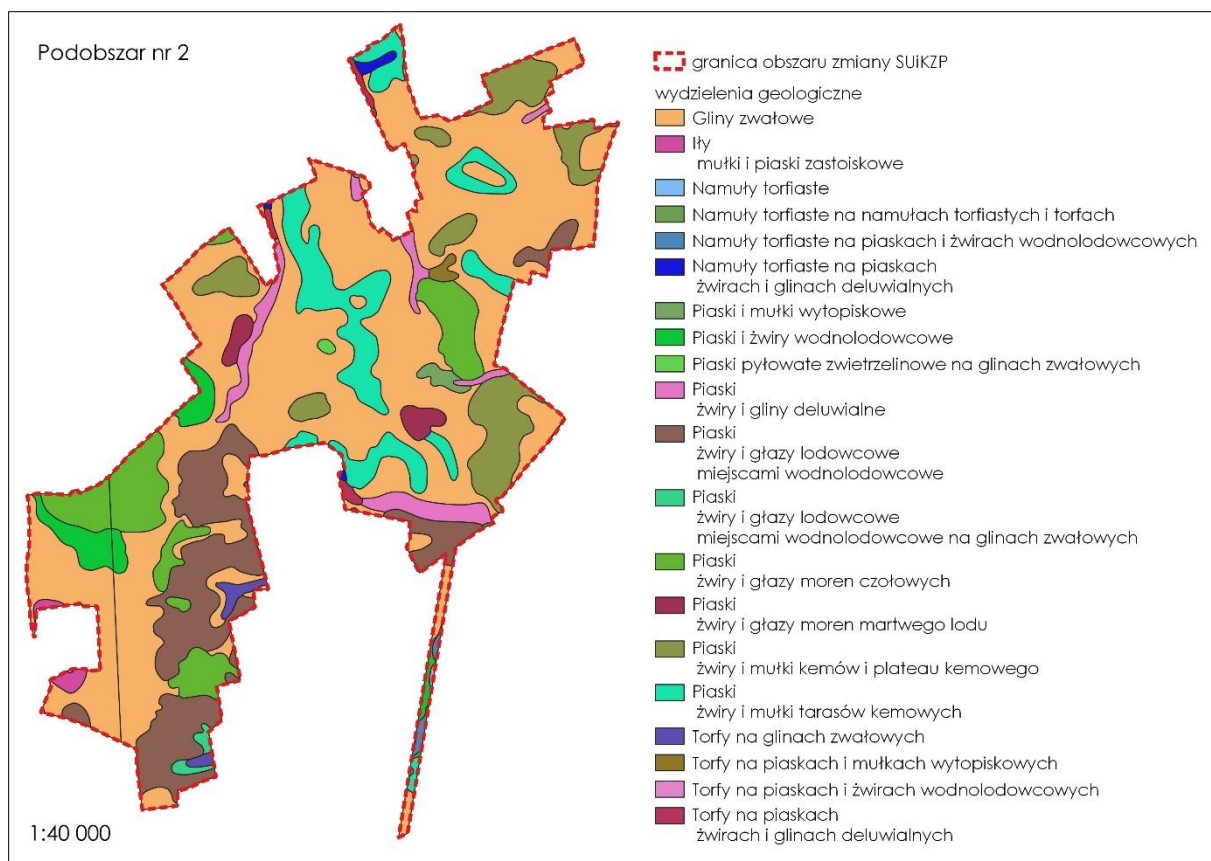 Podobszar nr 2
granica obszaru zmiany SUiKZP
wydzielenia geologiczne
Gliny zwałowe
Iły
mułki i piaski zastoiskowe
Namuły torfiaste
Namuły torfiaste na namułach torfiastych i torfach
Namuły torfiaste na piaskach i żwirach wodnolodowcowych
Namuły torfiaste na piaskach
żwirach i glinach deluwialnych
Piaski i mułki wytopiskowe
Piaski i żwiry wodnolodowcowe
Piaski pyłowate zwietrzelinowe na glinach zwałowych
Piaski
żwiry i gliny deluwialne
Piaski
żwiry i głazy lodowcowe
miejscami wodnolodowcowe
Piaski
żwiry i głazy lodowcowe
miejscami wodnolodowcowe na glinach zwałowych
Piaski
żwiry i głazy moren czołowych
Piaski
żwiry i głazy moren martwego lodu
Piaski
żwiry i mułki kemów i plateau kemowego
Piaski
żwiry i mułki tarasów kemowych
Torfy na glinach zwałowych
Torfy na piaskach i mułkach wytopiskowych
Torfy na piaskach i żwirach wodnolodowcowych
Torfy na piaskach
żwirach i glinach deluwialnych
1:40 000